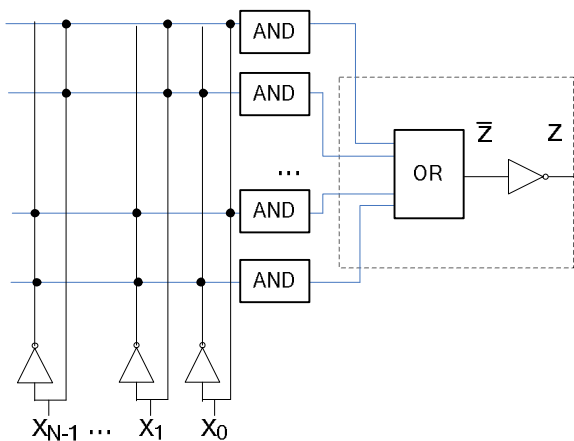 AND
AND
...
AND
AND
OR
Z̅
Z
X_{N-1} ... X_1 X_0